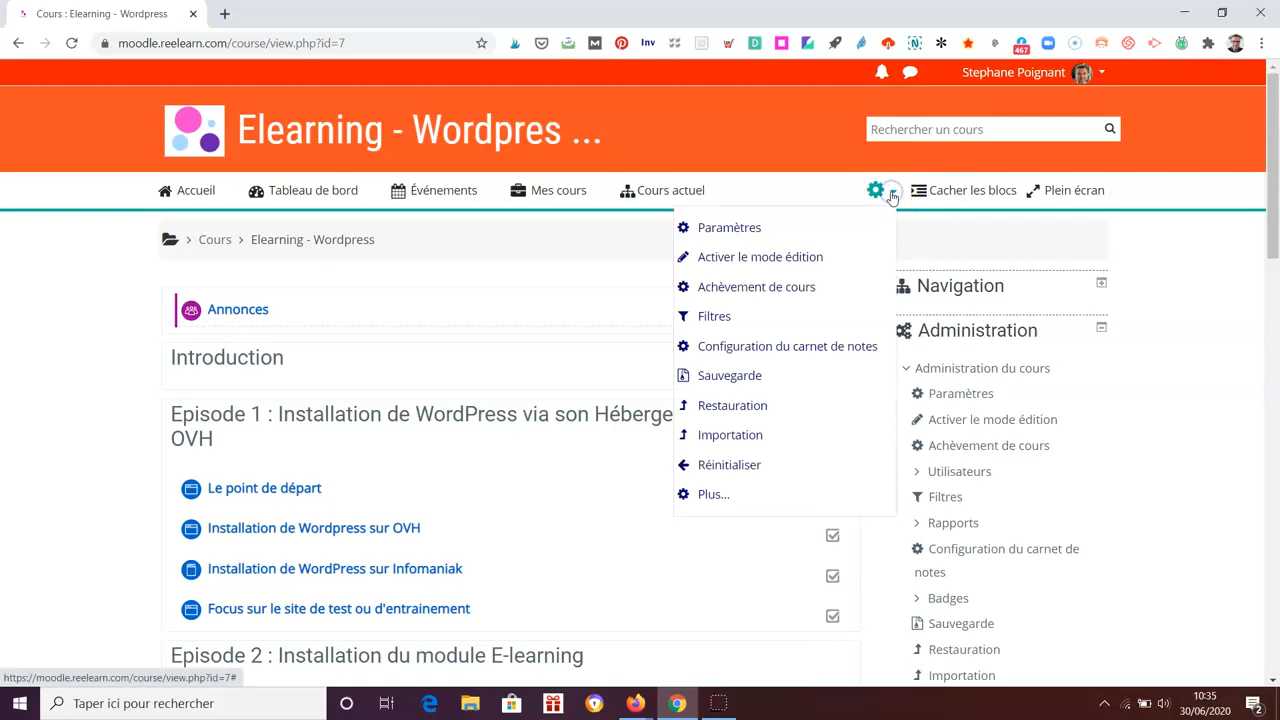 Cours : Elearning - Wordpress
moodle.reelearn.com/course/view.php?id=7
Inv
467
Stephane Poignant
Elearning - Wordpres ...
Rechercher un cours
Accueil
Tableau de bord
Événements
Mes cours
Cours actuel
Cacher les blocs
Plein écran
Cours
Elearning - Wordpress
Paramètres
Activer le mode édition
Achèvement de cours
Filtres
Configuration du carnet de notes
Sauvegarde
Restauration
Importation
Réinitialiser
Plus...
Annonces
Introduction
Episode 1 : Installation de WordPress via son Héberge
OVH
Le point de départ
Installation de Wordpress sur OVH
Installation de WordPress sur Infomaniak
Focus sur le site de test ou d'entrainement
Episode 2 : Installation du module E-learning
Navigation
Administration
Administration du cours
Paramètres
Activer le mode édition
Achèvement de cours
Utilisateurs
Filtres
Rapports
Configuration du carnet de
notes
Badges
Sauvegarde
Restauration
Importation
https://moodle.reelearn.com/course/view.php?id=7#
Taper ici pour rechercher
10:35
30/06/2020
2